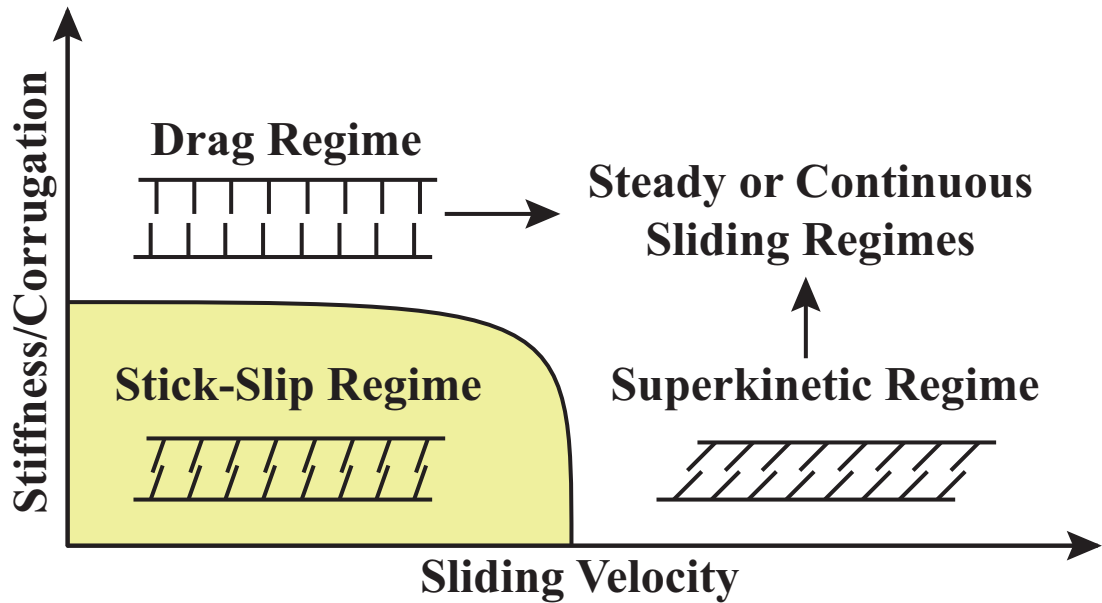 Stiffness/Corrugation
Drag Regime
Steady or Continuous
Sliding Regimes
Stick-Slip Regime
Superkinetic Regime
Sliding Velocity